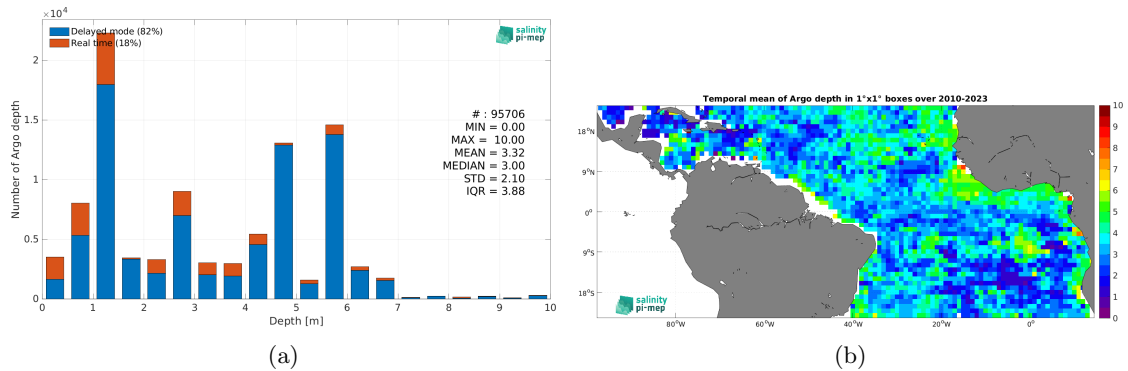 ×10⁴
Delayed mode (82%)
Real time (18%)
salinity
pi-mep
# : 95706
MIN = 0.00
MAX = 10.00
MEAN = 3.32
MEDIAN = 3.00
STD = 2.10
IQR = 3.88
Number of Argo depth
2
1.5
1
0.5
0
0 1 2 3 4 5 6 7 8 9 10
Depth [m]
(a)
Temporal mean of Argo depth in 1°x1° boxes over 2010-2023
18°N
9°N
0°
9°S
18°S
80°W 60°W 40°W 20°W 0°
salinity
pi-mep
10
9
8
7
6
5
4
3
2
1
0
(b)